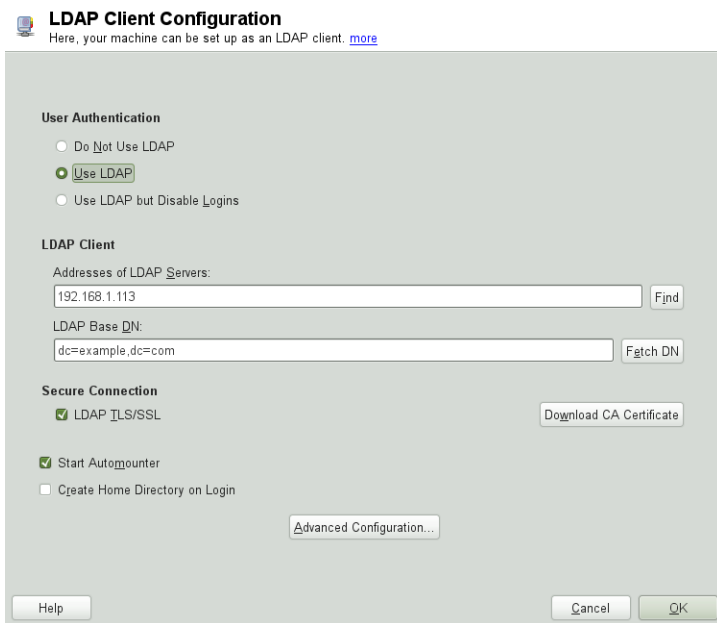 LDAP Client Configuration
Here, your machine can be set up as an LDAP client. more
User Authentication
Do Not Use LDAP
Use LDAP
Use LDAP but Disable Logins
LDAP Client
Addresses of LDAP Servers:
192.168.1.113
Find
LDAP Base DN:
dc=example,dc=com
Fetch DN
Secure Connection
LDAP TLS/SSL
Download CA Certificate
Start Automounter
Create Home Directory on Login
Advanced Configuration...
Help
Cancel
OK